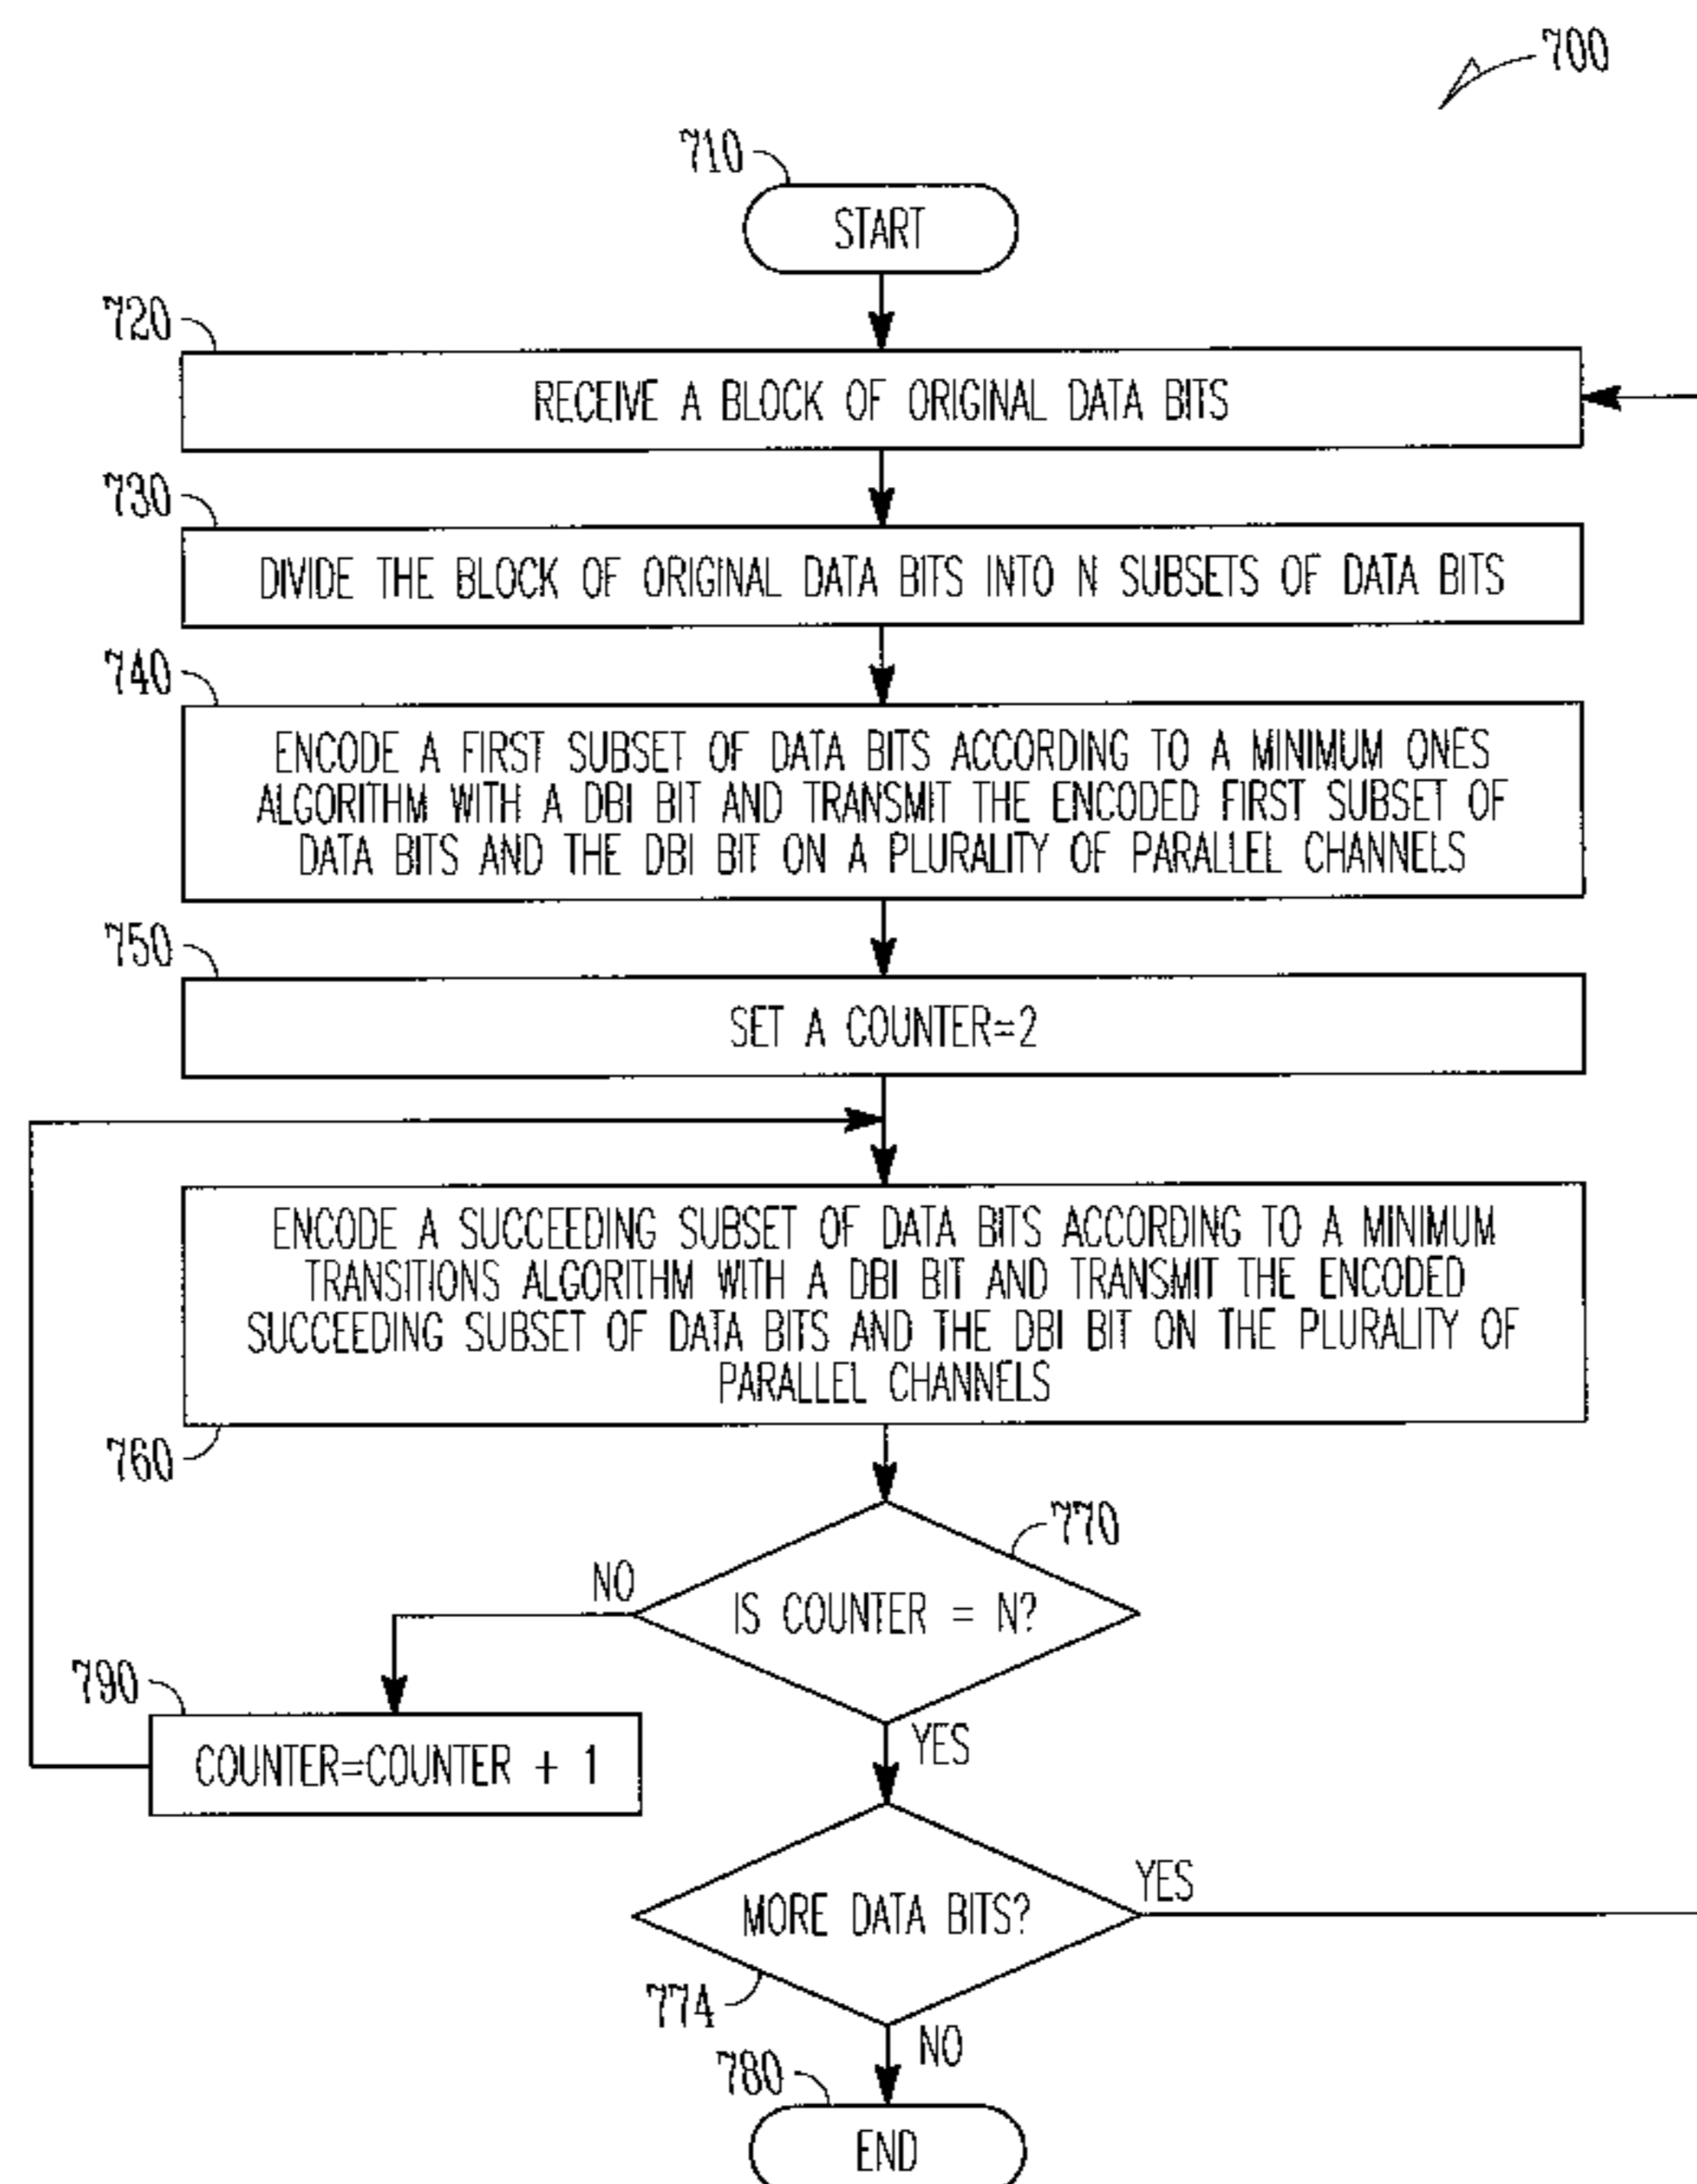 700
710
START
720
RECEIVE A BLOCK OF ORIGINAL DATA BITS
730
DIVIDE THE BLOCK OF ORIGINAL DATA BITS INTO N SUBSETS OF DATA BITS
740
ENCODE A FIRST SUBSET OF DATA BITS ACCORDING TO A MINIMUM ONES
ALGORITHM WITH A DBI BIT AND TRANSMIT THE ENCODED FIRST SUBSET OF
DATA BITS AND THE DBI BIT ON A PLURALITY OF PARALLEL CHANNELS
750
SET A COUNTER=2
ENCODE A SUCCEEDING SUBSET OF DATA BITS ACCORDING TO A MINIMUM
TRANSITIONS ALGORITHM WITH A DBI BIT AND TRANSMIT THE ENCODED
SUCCEEDING SUBSET OF DATA BITS AND THE DBI BIT ON THE PLURALITY OF
PARALLEL CHANNELS
760
770
NO
IS COUNTER = N?
790
YES
COUNTER=COUNTER + 1
YES
MORE DATA BITS?
774
NO
780
END